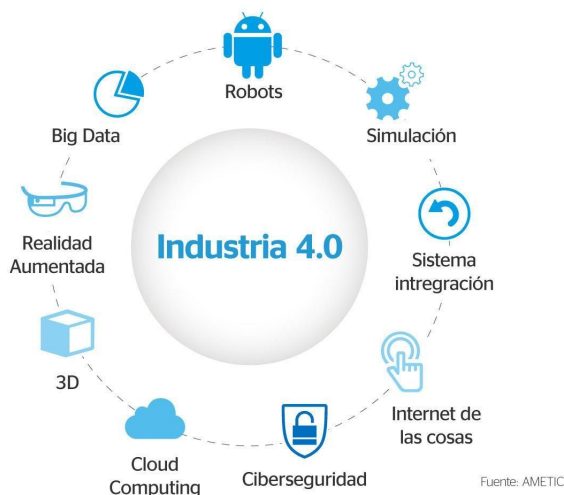 Robots
Simulación
Sistema
intregración
Internet de
las cosas
Ciberseguridad
Cloud
Computing
3D
Realidad
Aumentada
Big Data
Industria 4.0
Fuente: AMETIC